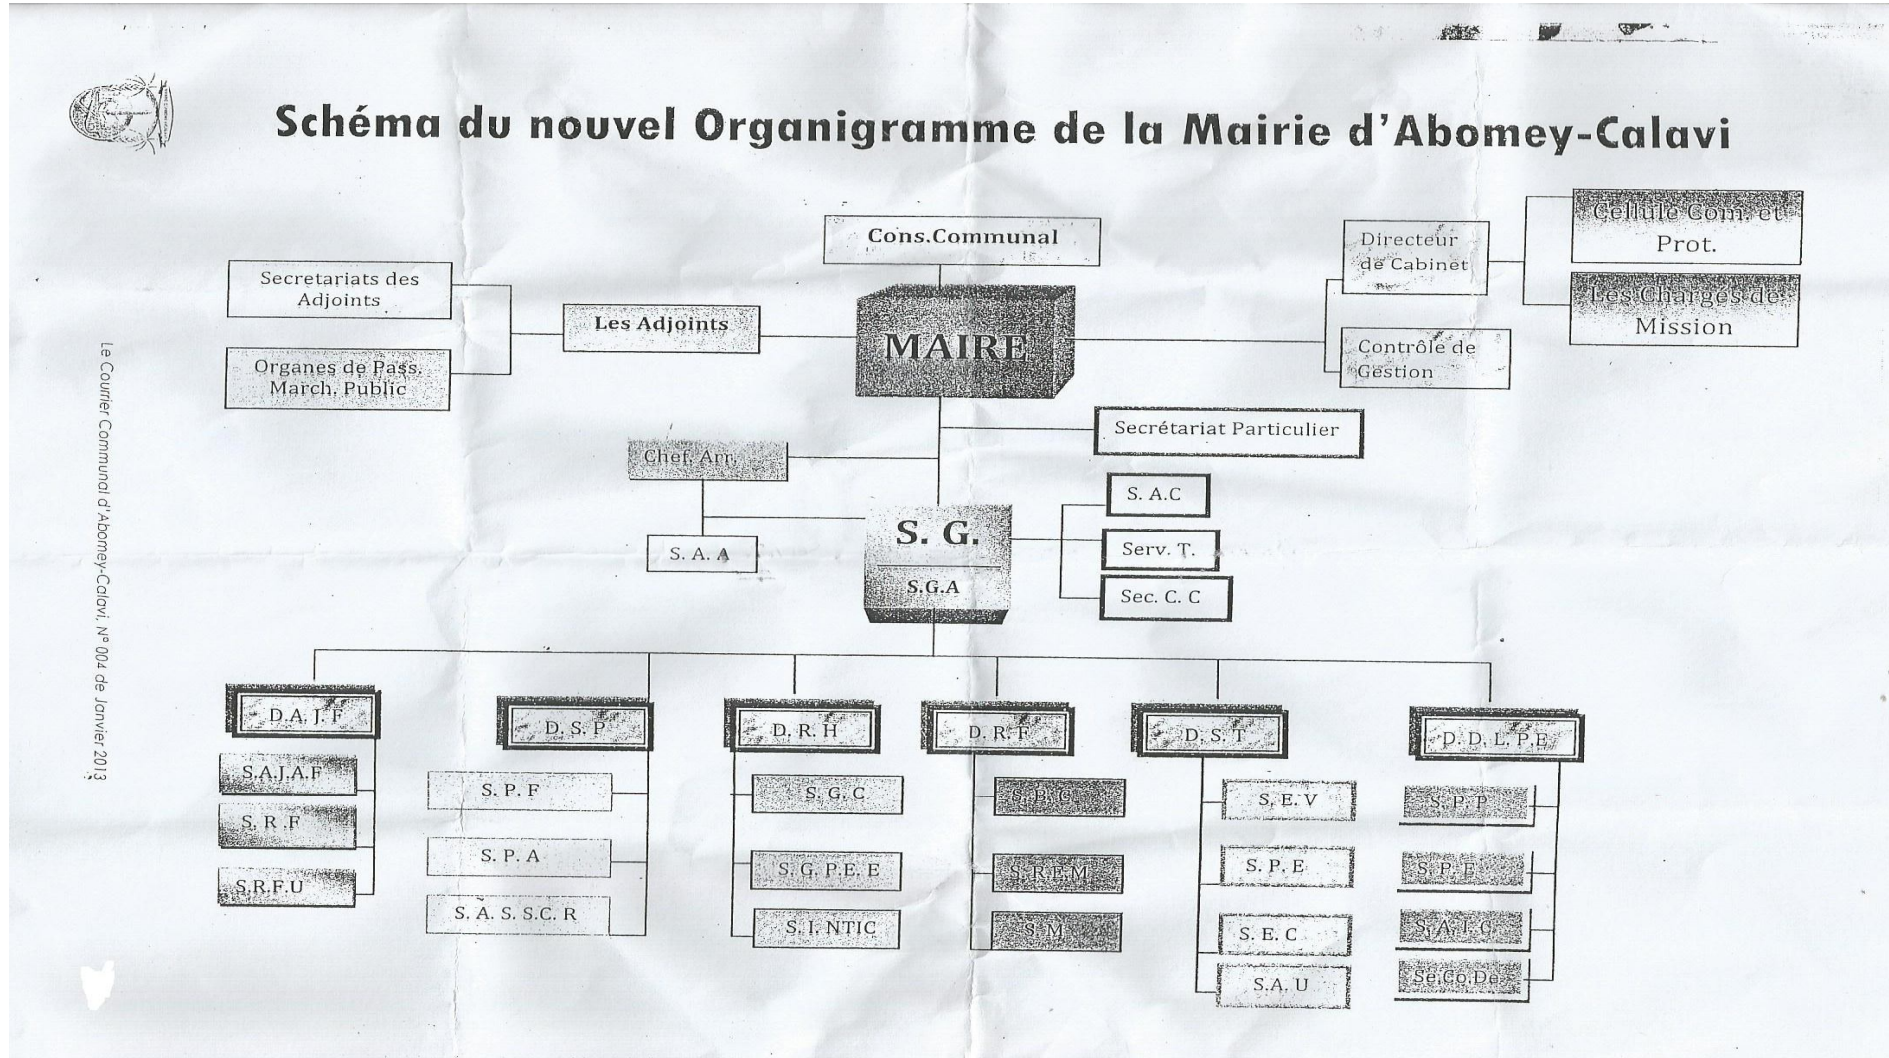 Schéma du nouvel Organigramme de la Mairie d'Abomey-Calavi
Cons.Communal
Secretariats des
Adjoints
Organes de Pass.
March. Public
Les Adjoints
MAIRE
Directeur
de Cabinet
Contrôle de
Gestion
Cellule Com. et
Prot.
Les Charges de
Mission
Secrétariat Particulier
Chef. Arr.
S. A. A
S. G.
S.G.A
S. A.C
Serv. T.
Sec. C. C
D.A. J. F
S.A.J.A.F
S. R .F
S.R.F.U
D. S. P
S. P. F
S. P. A
S. A. S. S.C. R
D. R. H
S. G. C
S. G. P.E. E
S. I. NTIC
D. R. F
S.R.E.M
S. M
D. S. T
S. E. V
S. P. E
S. E. C
S.A. U
D. D. L. P.E
S. P. P
S. P. E
S. A. I. C
Se.Co.De
Le Courrier Communal d'Abomey-Calavi, N° 004 de Janvier 2013